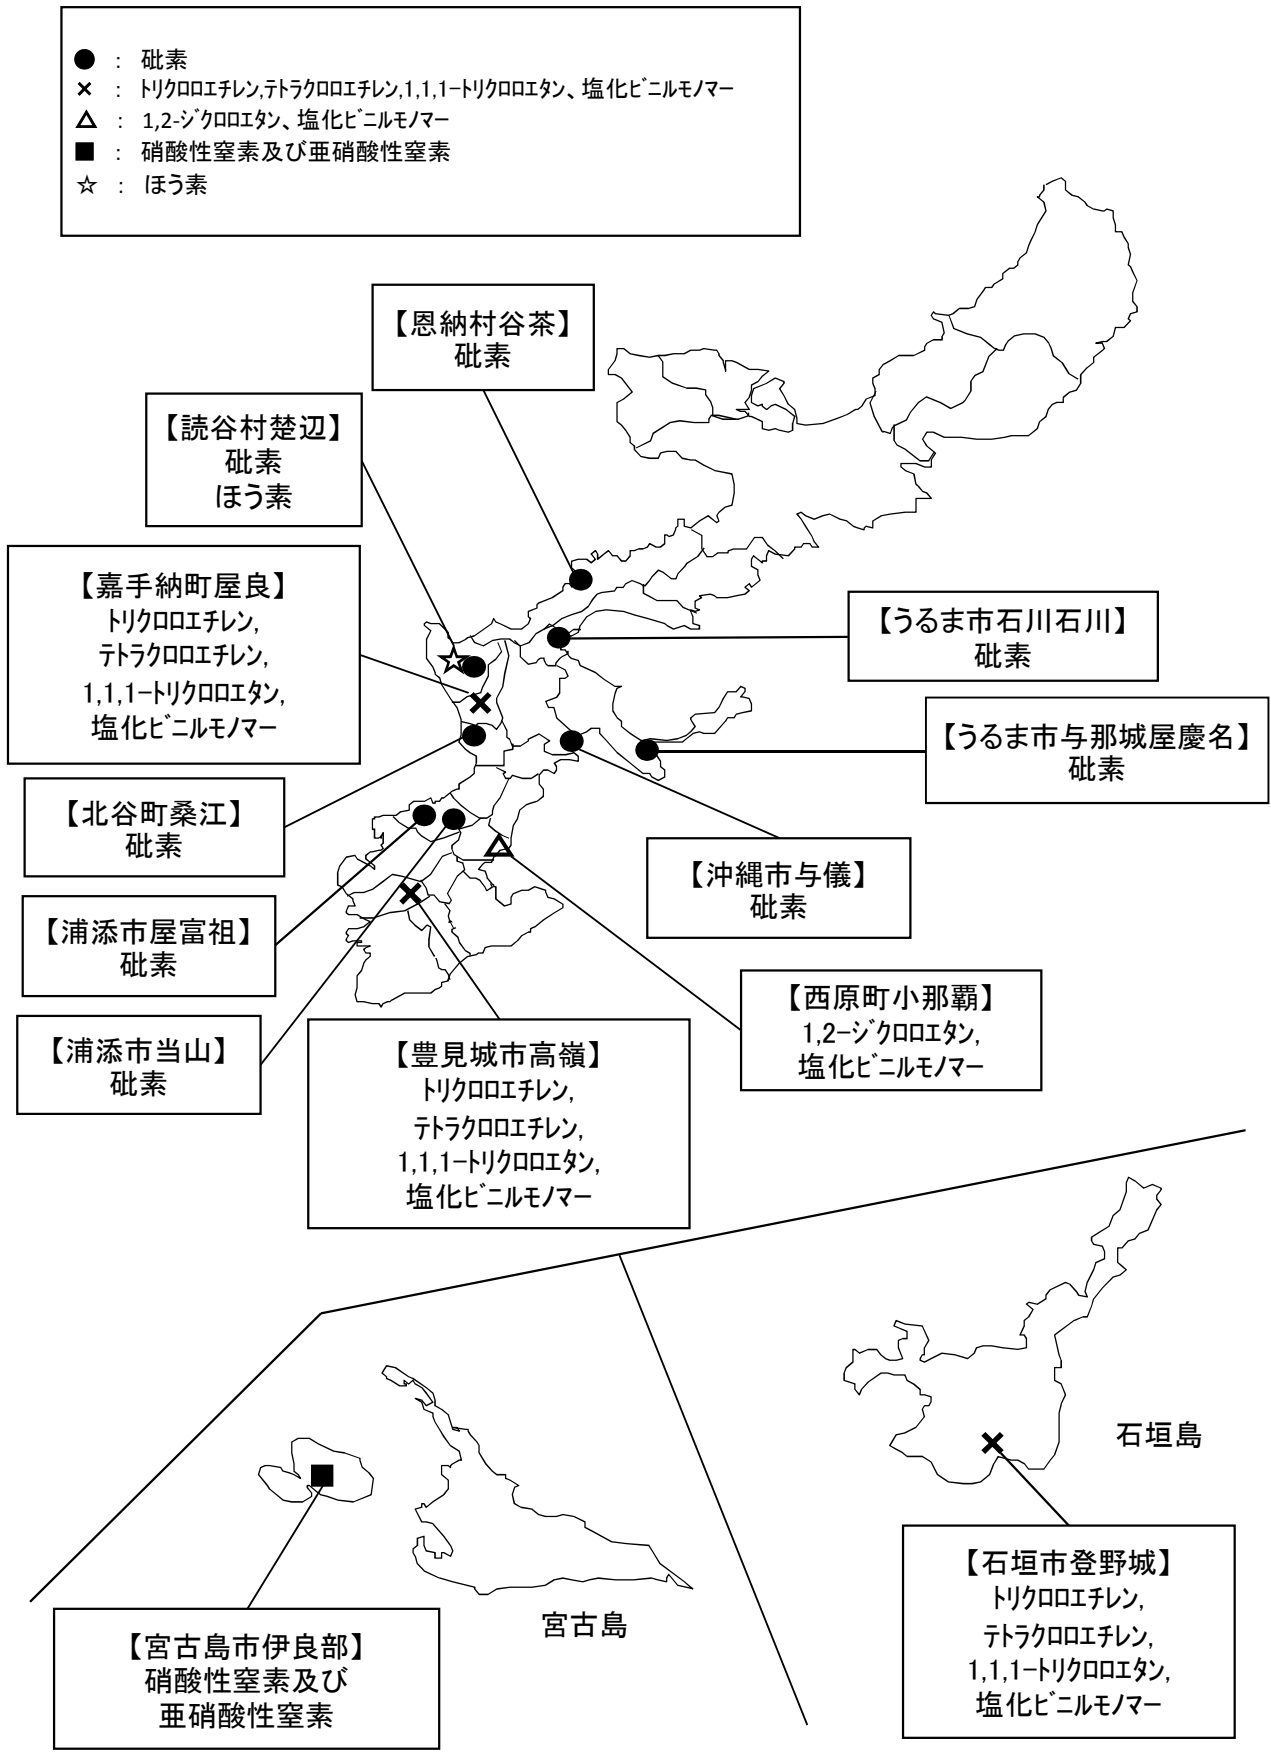 ● : 砒素
× : ﾄﾘｸﾛﾛｴﾁﾚﾝ,ﾃﾄﾗｸﾛﾛｴﾁﾚﾝ,1,1,1-ﾄﾘｸﾛﾛｴﾀﾝ、塩化ﾋﾞﾆﾙﾓﾉﾏｰ
△ : 1,2-ｼﾞｸﾛﾛｴﾀﾝ、塩化ﾋﾞﾆﾙﾓﾉﾏｰ
■ : 硝酸性窒素及び亜硝酸性窒素
☆ : ほう素
【恩納村谷茶】
砒素
【読谷村楚辺】
砒素
ほう素
【嘉手納町屋良】
ﾄﾘｸﾛﾛｴﾁﾚﾝ,
ﾃﾄﾗｸﾛﾛｴﾁﾚﾝ,
1,1,1-ﾄﾘｸﾛﾛｴﾀﾝ,
塩化ﾋﾞﾆﾙﾓﾉﾏｰ
【うるま市石川石川】
砒素
【うるま市与那城屋慶名】
砒素
【北谷町桑江】
砒素
【沖縄市与儀】
砒素
【浦添市屋富祖】
砒素
【西原町小那覇】
1,2-ｼﾞｸﾛﾛｴﾀﾝ,
塩化ﾋﾞﾆﾙﾓﾉﾏｰ
【浦添市当山】
砒素
【豊見城市高嶺】
ﾄﾘｸﾛﾛｴﾁﾚﾝ,
ﾃﾄﾗｸﾛﾛｴﾁﾚﾝ,
1,1,1-ﾄﾘｸﾛﾛｴﾀﾝ,
塩化ﾋﾞﾆﾙﾓﾉﾏｰ
石垣島
【石垣市登野城】
ﾄﾘｸﾛﾛｴﾁﾚﾝ,
ﾃﾄﾗｸﾛﾛｴﾁﾚﾝ,
1,1,1-ﾄﾘｸﾛﾛｴﾀﾝ,
塩化ﾋﾞﾆﾙﾓﾉﾏｰ
宮古島
【宮古島市伊良部】
硝酸性窒素及び
亜硝酸性窒素